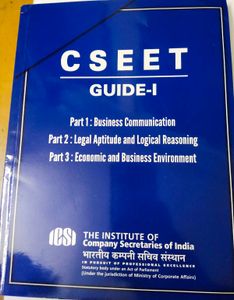 CSEET
GUIDE-I
Part 1 : Business Communication
Part 2 : Legal Aptitude and Logical Reasoning
Part 3 : Economic and Business Environment
ICSI
THE INSTITUTE OF
Company Secretaries of India
भारतीय कम्पनी सचिव संस्थान
IN PURSUIT OF PROFESSIONAL EXCELLENCE
Statutory body under an Act of Parliament
(Under the jurisdiction of Ministry of Corporate Affairs)